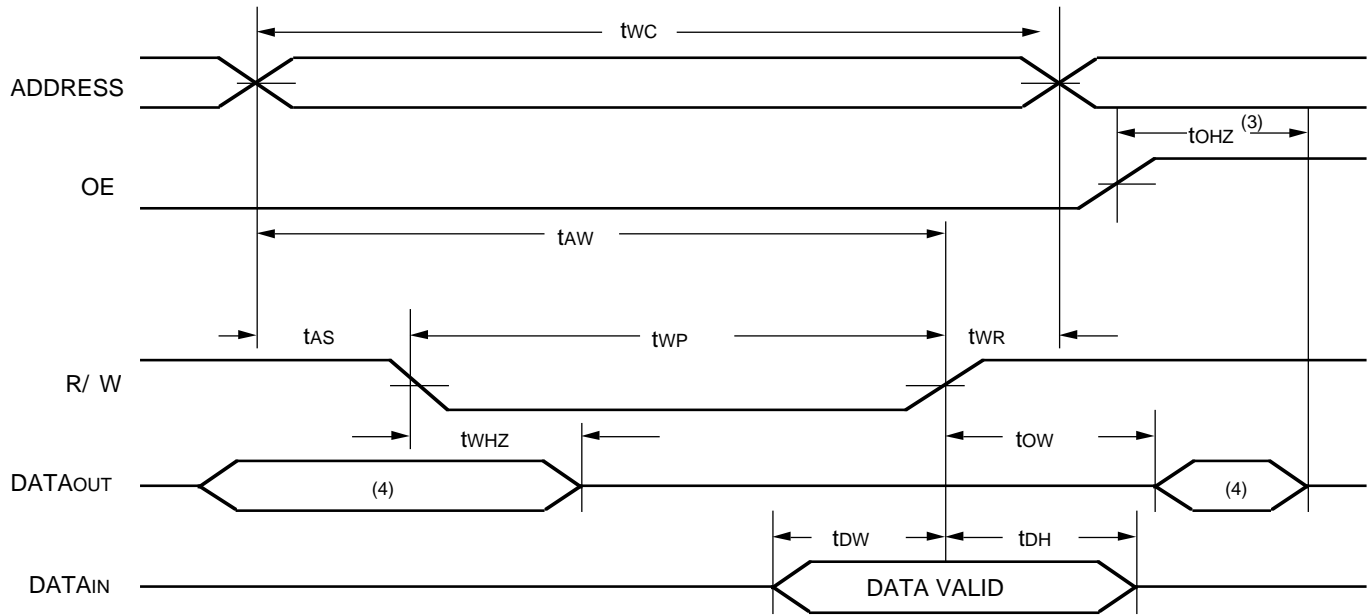 tWC
ADDRESS
tOHZ (3)
OE
tAW
tAS
tWP
tWR
R/ W
tWHZ
tOW
DATAOUT
(4)
(4)
tDW
tDH
DATAIN
DATA VALID